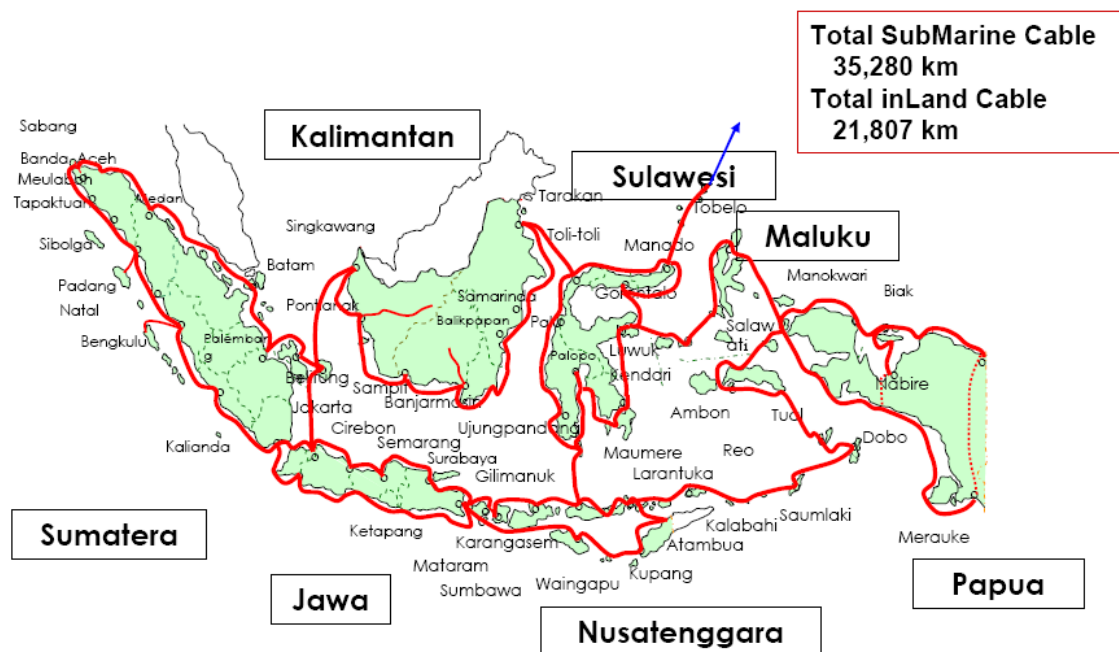 Total SubMarine Cable
35,280 km
Total inLand Cable
21,807 km
Kalimantan
Sulawesi
Maluku
Sabang
Banda Aceh
Meulaboh
Medan
Tapaktuan
Sibolga
Padang
Natal
Bengkulu
Palembang
Batam
Singkawang
Pontianak
Tarakan
Toli-toli
Samarinda
Balikpapan
Palu
Manado
Tobelo
Gorontalo
Manokwari
Biak
Salaw
ati
Luwuk
Palopo
Kendari
Nabire
Belitung
Sampit
Banjarmasin
Jakarta
Cirebon
Semarang
Surabaya
Ujungpandang
Ambon
Tual
Dobo
Kalianda
Gilimanuk
Maumere
Reo
Larantuka
Ketapang
Karangasem
Mataram
Sumbawa
Waingapu
Kupang
Atambua
Kalabahi
Saumlaki
Merauke
Sumatera
Jawa
Nusatenggara
Papua